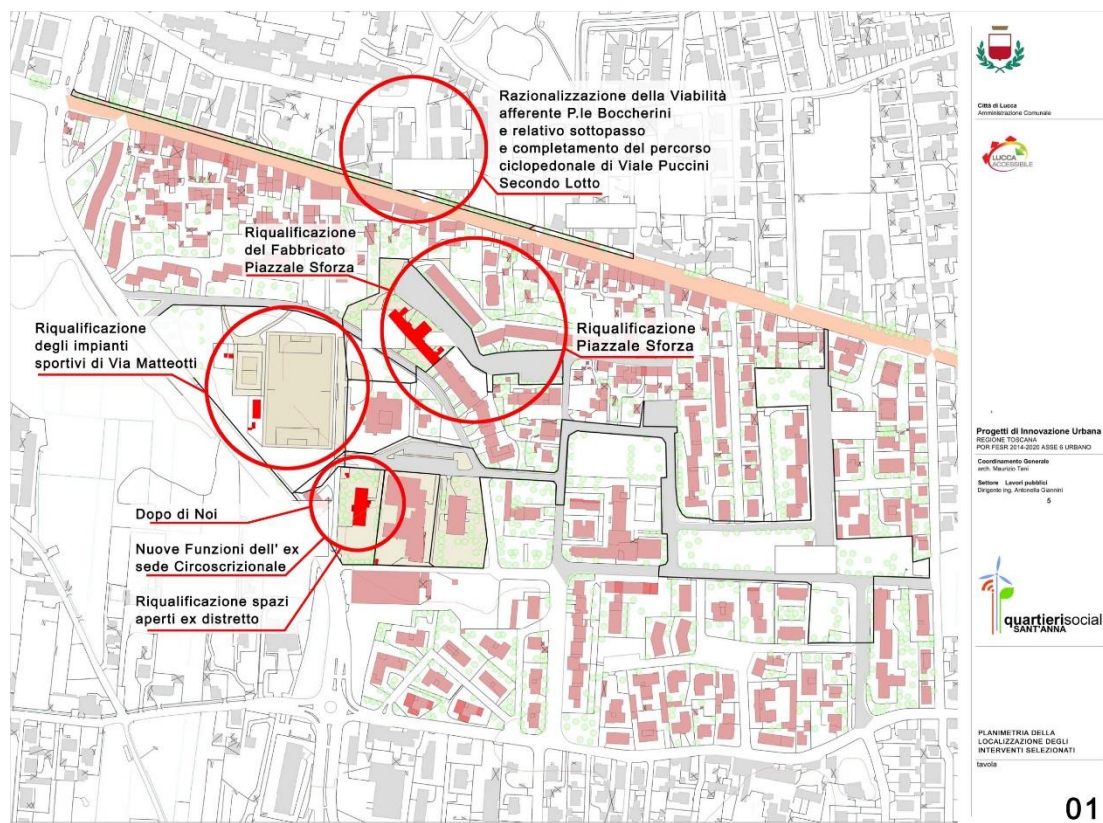 Razionalizzazione della Viabilità
afferente P.le Boccherini
e relativo sottopasso
e completamento del percorso
ciclopedonale di Viale Puccini
Secondo Lotto
Riqualificazione
del Fabbricato
Piazzale Sforza
Riqualificazione
Piazzale Sforza
Riqualificazione
degli impianti
sportivi di Via Matteotti
Dopo di Noi
Nuove Funzioni dell' ex
sede Circoscrizionale
Riqualificazione spazi
aperti ex distretto
Città di Lucca
Amministrazione Comunale
LUCCA
ACCESSIBILE
Progetti di Innovazione Urbana
REGIONE TOSCANA
POR FESR 2014-2020 ASSE 6 URBANO
Coordinamento Generale
arch. Maurizio Tani
Settore Lavori pubblici
Dirigente ing. Antonella Giannini
5
quartierisocial
SANT'ANNA
PLANIMETRIA DELLA
LOCALIZZAZIONE DEGLI
INTERVENTI SELEZIONATI
tavola
01